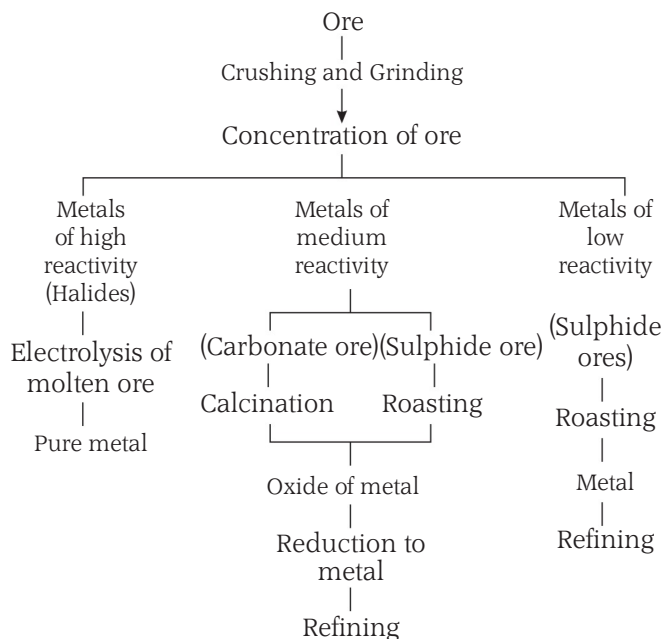 Ore
Crushing and Grinding
Concentration of ore
Metals
of high
reactivity
(Halides)
Electrolysis of
molten ore
Pure metal
Metals of
medium
reactivity
(Carbonate ore) (Sulphide ore)
Calcination Roasting
Oxide of metal
Reduction to
metal
Refining
Metals of
low
reactivity
(Sulphide
ores)
Roasting
Metal
Refining